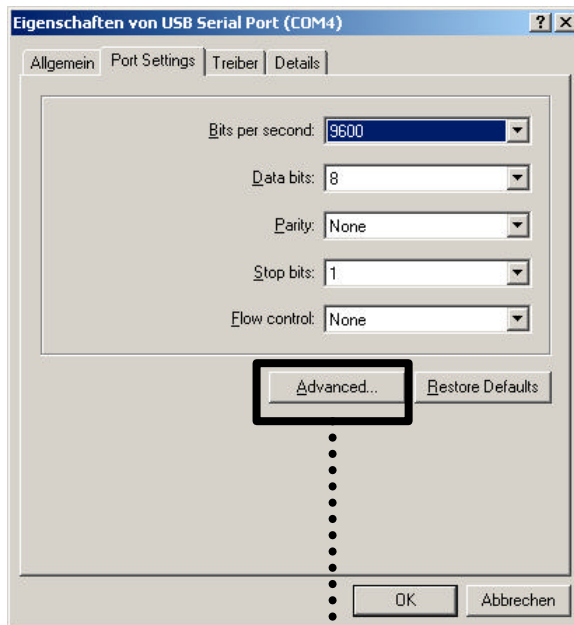 Eigenschaften von USB Serial Port (COM4)
Allgemein Port Settings Treiber Details
Bits per second: 9600
Data bits: 8
Parity: None
Stop bits: 1
Flow control: None
Advanced... Restore Defaults
OK Abbrechen